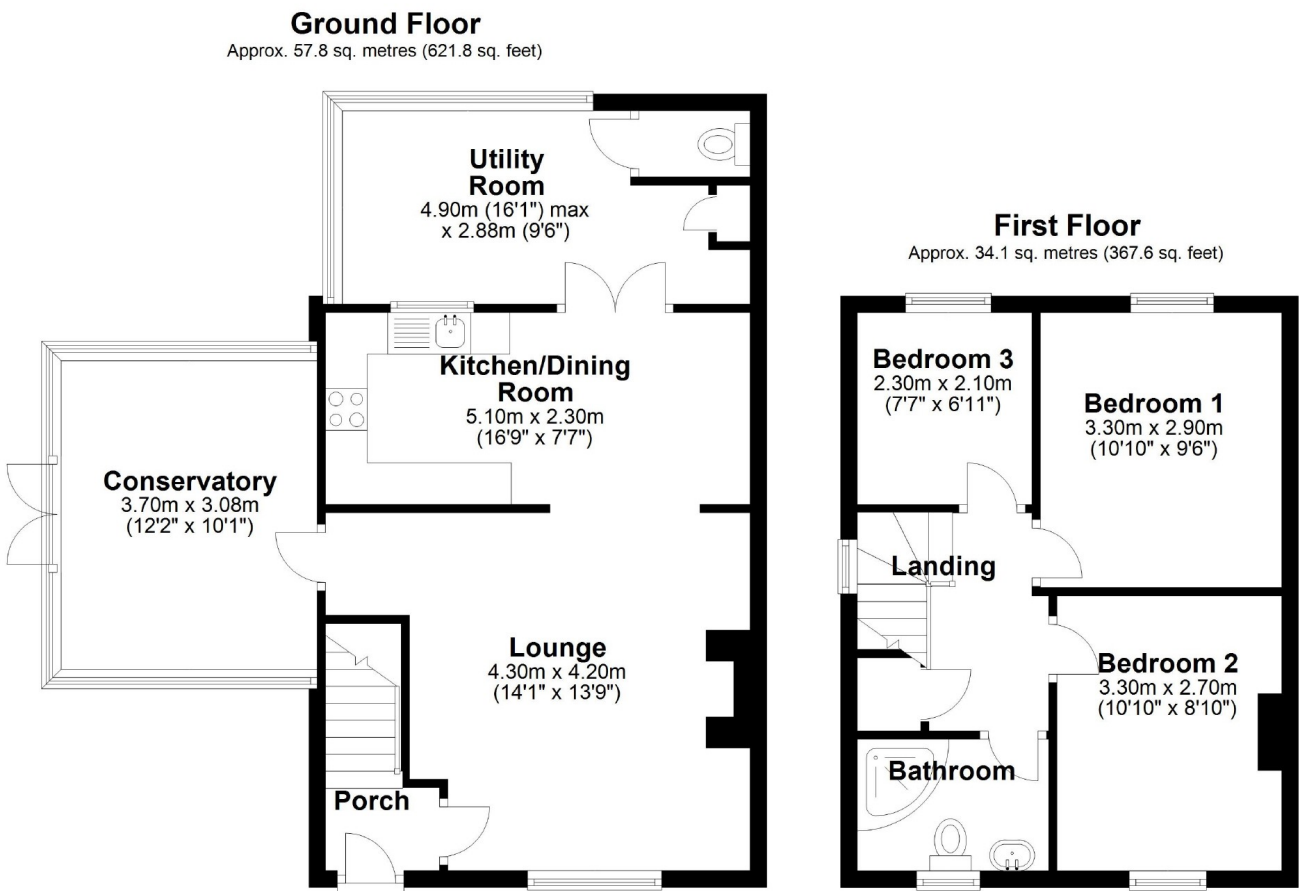 Ground Floor
Approx. 57.8 sq. metres (621.8 sq. feet)
Utility
Room
4.90m (16'1") max
x 2.88m (9'6")
Kitchen/Dining
Room
5.10m x 2.30m
(16'9" x 7'7")
Conservatory
3.70m x 3.08m
(12'2" x 10'1")
Lounge
4.30m x 4.20m
(14'1" x 13'9")
Porch
First Floor
Approx. 34.1 sq. metres (367.6 sq. feet)
Bedroom 3
2.30m x 2.10m
(7'7" x 6'11")
Bedroom 1
3.30m x 2.90m
(10'10" x 9'6")
Landing
Bedroom 2
3.30m x 2.70m
(10'10" x 8'10")
Bathroom